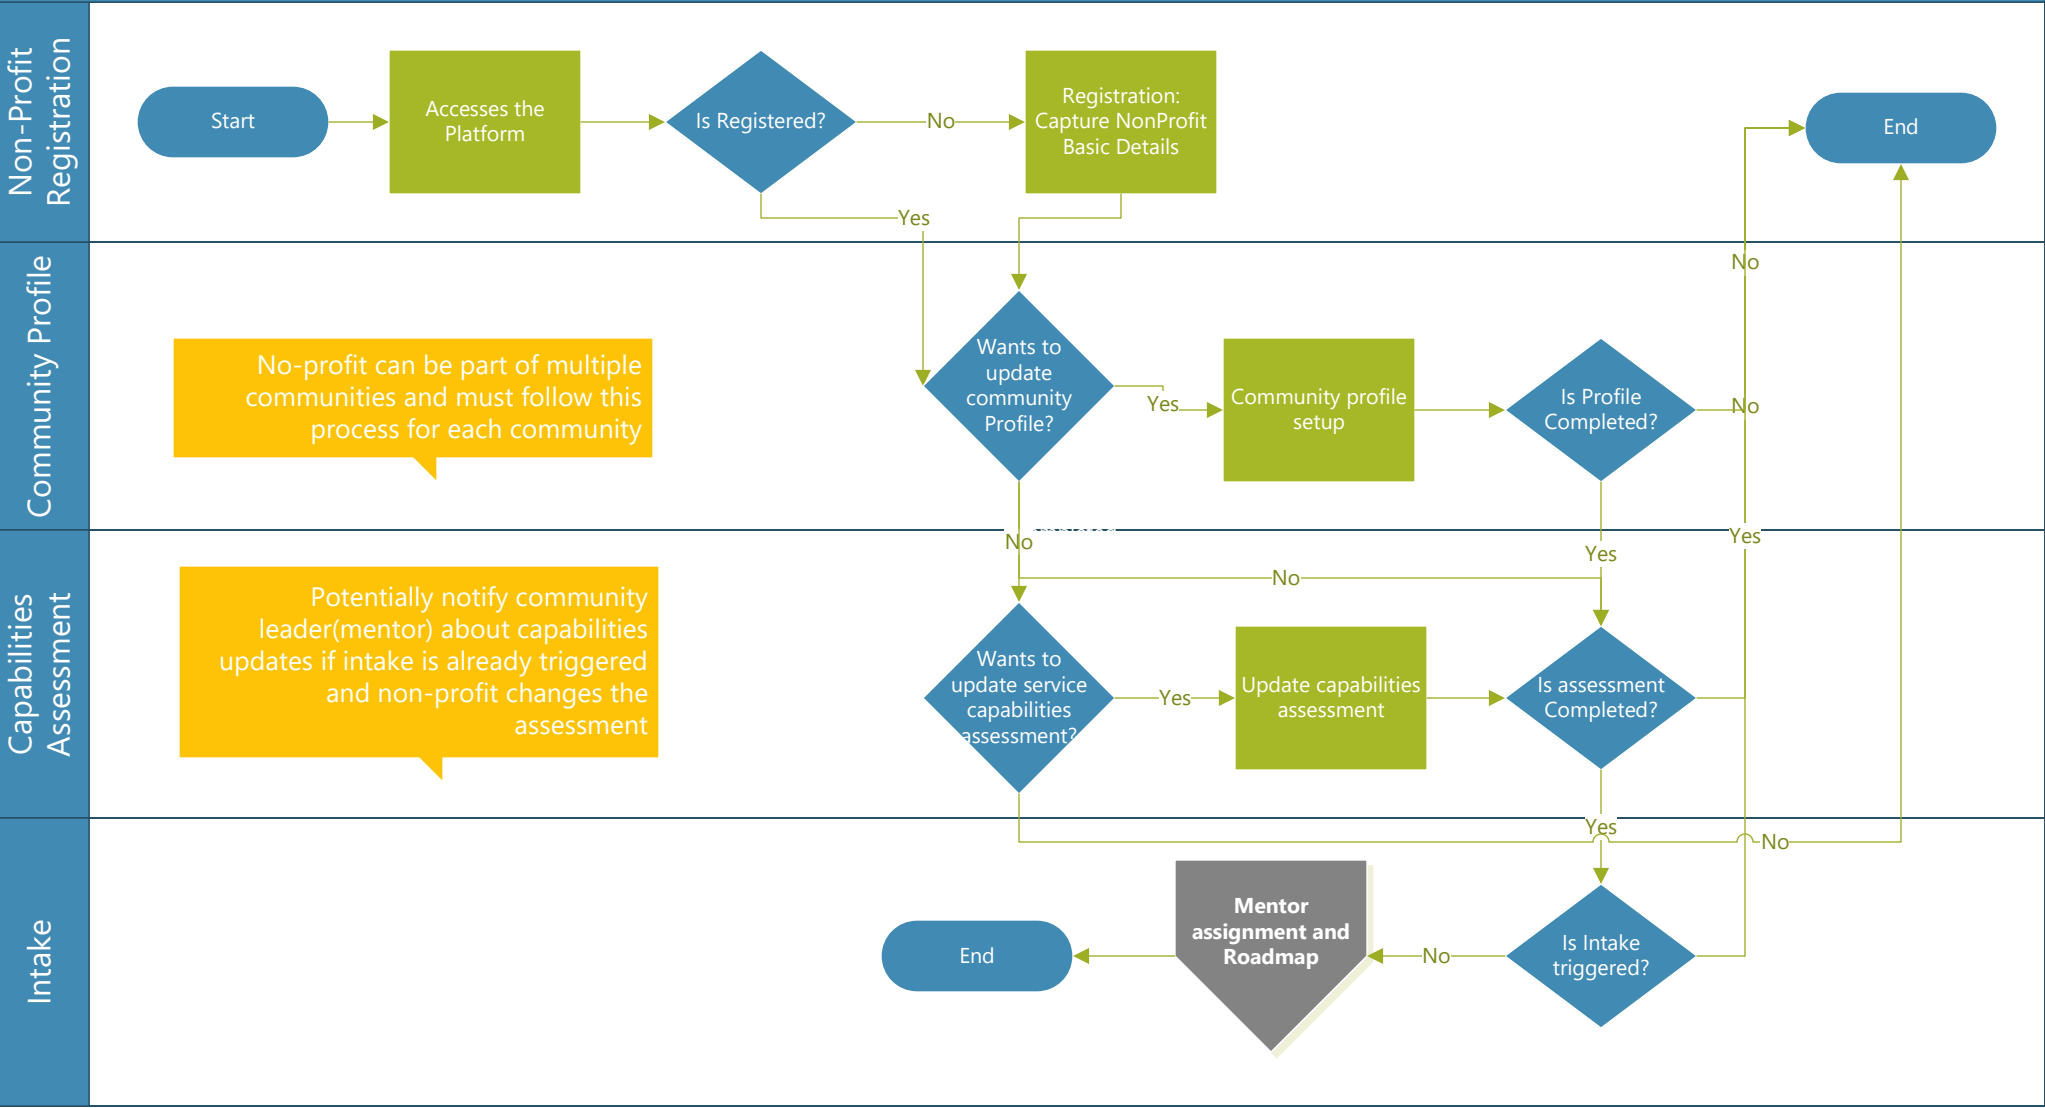 Non-Profit
Registration
Start
Accesses the
Platform
Is Registered?
No
Registration:
Capture NonProfit
Basic Details
End
Yes
Community Profile
No-profit can be part of multiple
communities and must follow this
process for each community
Wants to
update
community
Profile?
Yes
Community profile
setup
Is Profile
Completed?
No
No
No
Yes
Yes
No
Capabilities
Assessment
Potentially notify community
leader(mentor) about capabilities
updates if intake is already triggered
and non-profit changes the
assessment
Wants to
update service
capabilities
assessment?
Yes
Update capabilities
assessment
Is assessment
Completed?
Yes
No
Intake
End
Mentor
assignment and
Roadmap
No
Is Intake
triggered?